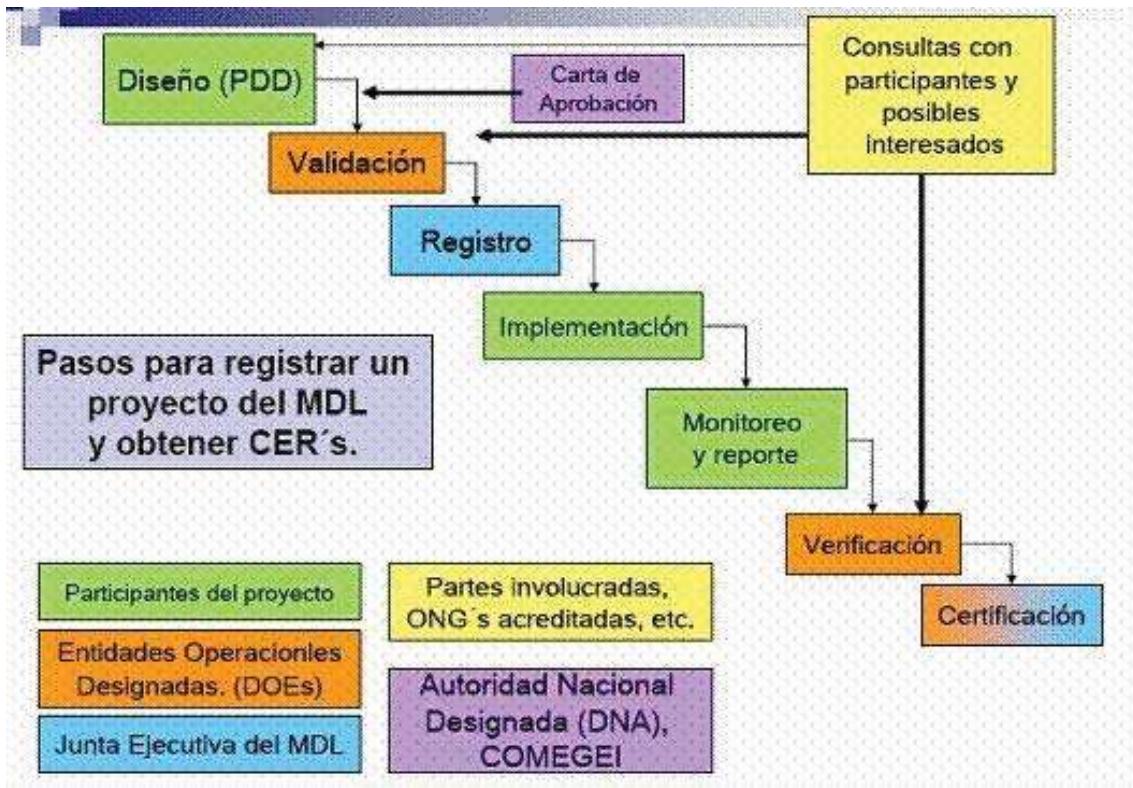 Diseño (PDD)
Carta de
Aprobación
Consultas con
participantes y
posibles
interesados
Validación
Registro
Implementación
Pasos para registrar un
proyecto del MDL
y obtener CER´s.
Monitoreo
y reporte
Verificación
Certificación
Participantes del proyecto
Entidades Operacionles
Designadas. (DOEs)
Junta Ejecutiva del MDL
Partes involucradas,
ONG´s acreditadas, etc.
Autoridad Nacional
Designada (DNA),
COMEGEI